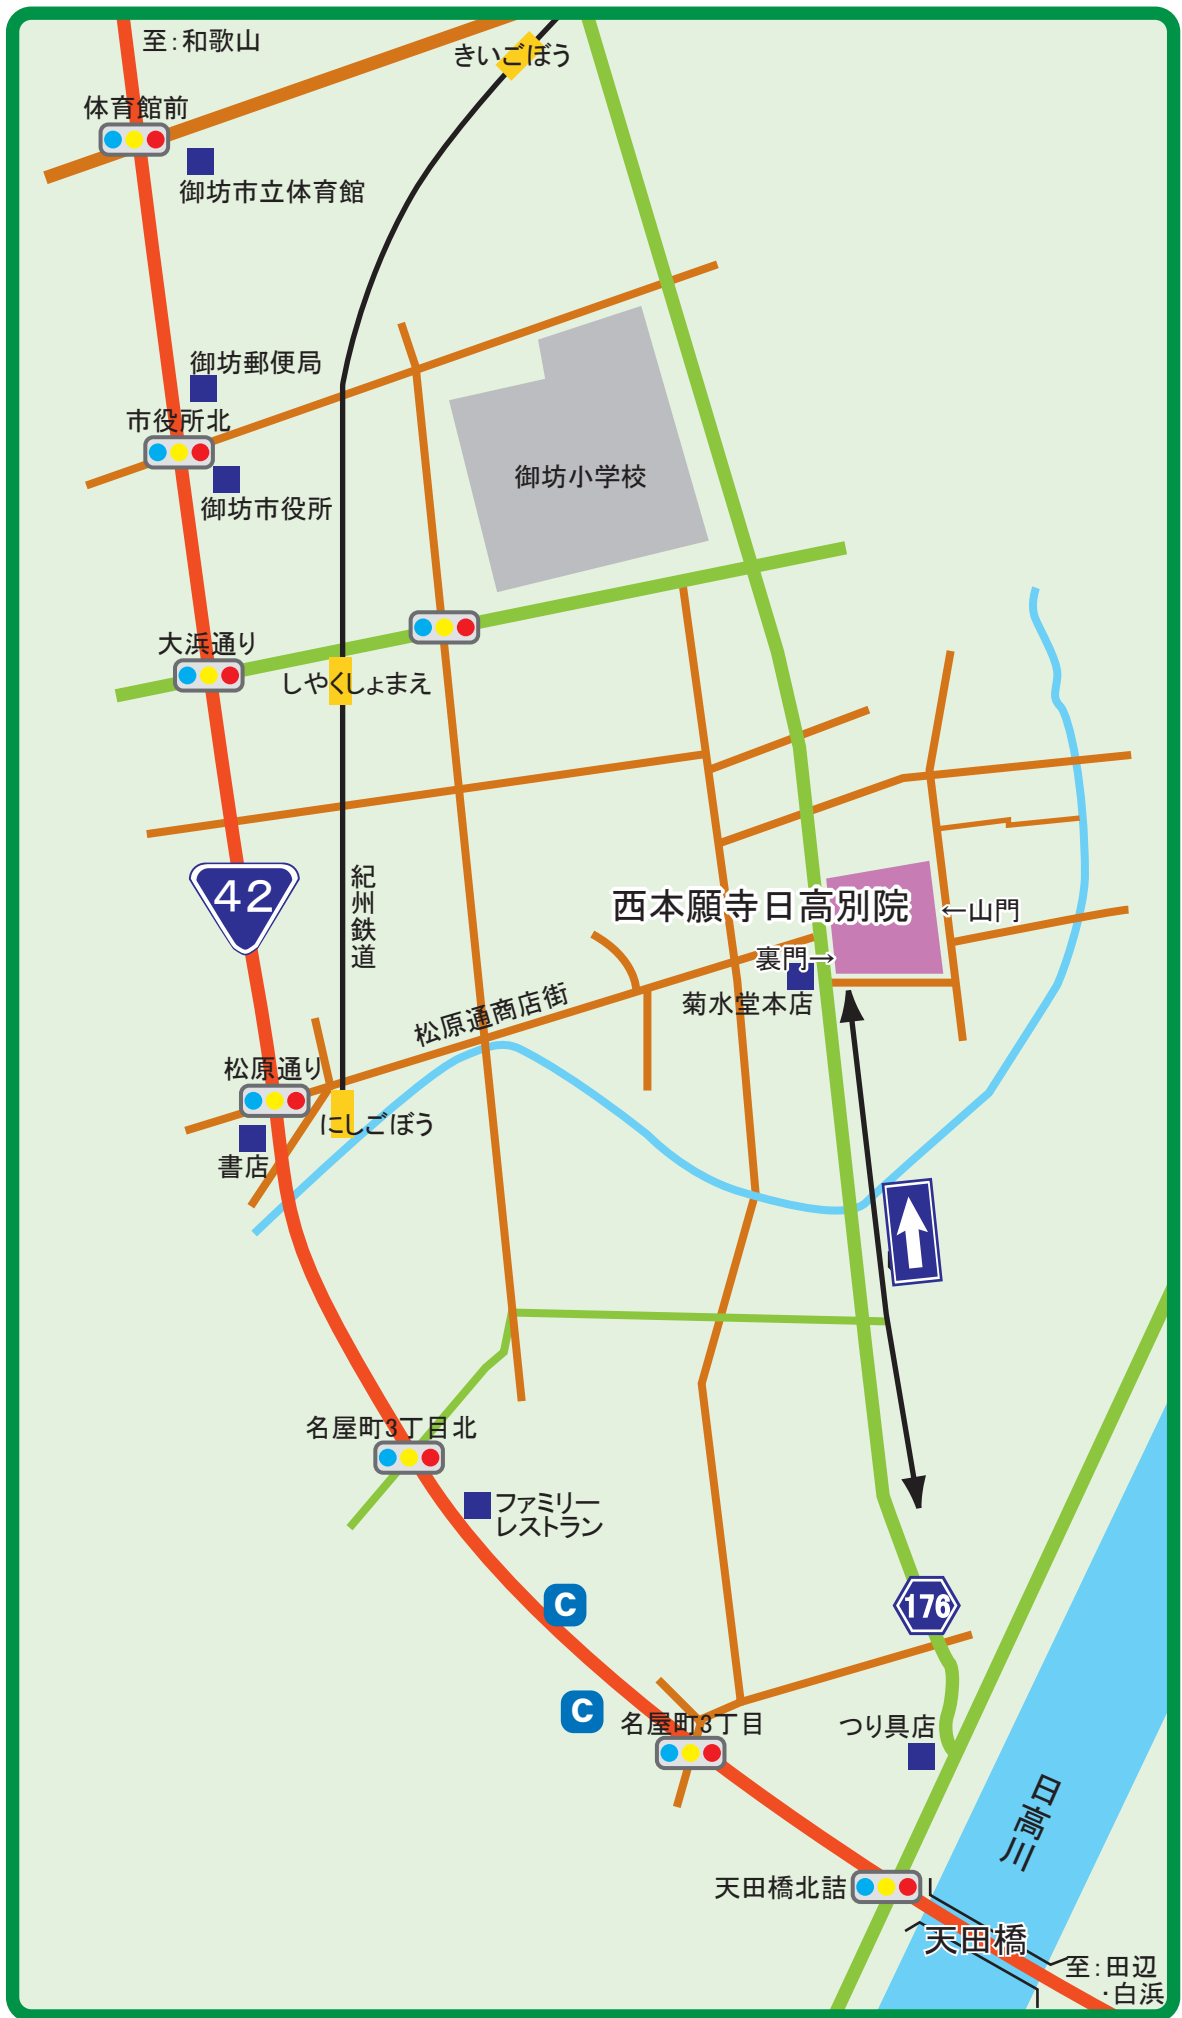 至：和歌山
きいごぼう
体育館前
御坊市立体育館
御坊郵便局
市役所北
御坊小学校
御坊市役所
大浜通り
しやくしょまえ
42
紀州鉄道
西本願寺日高別院
←山門
裏門→
菊水堂本店
松原通商店街
松原通り
にしごぼう
書店
名屋町3丁目北
ファミリー
レストラン
C
176
C
名屋町3丁目
つり具店
日高川
天田橋北詰
天田橋
至：田辺
・白浜